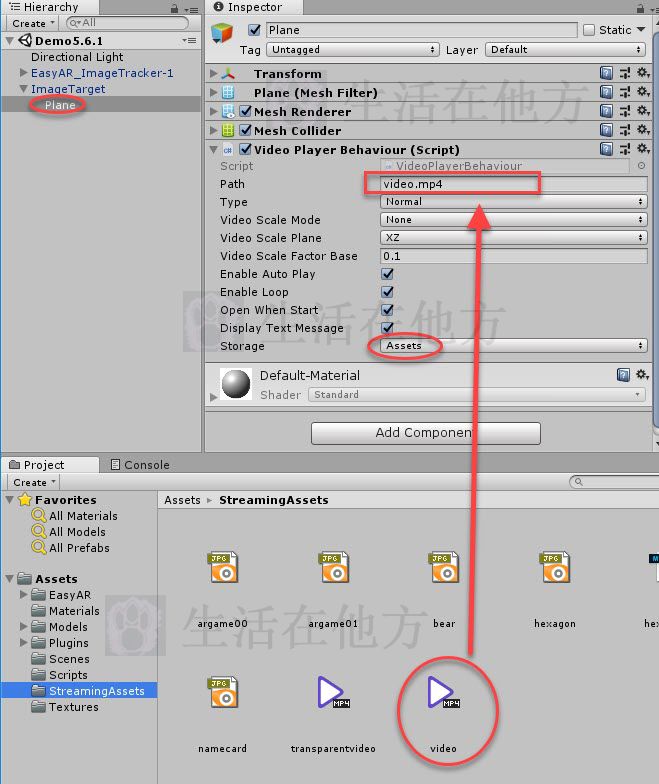 Hierarchy
Inspector
Create
All
Plane
Static
Demo5.6.1
Tag
Untagged
Layer
Default
Directional Light
EasyAR_ImageTracker-1
ImageTarget
Plane
Transform
Plane (Mesh Filter)
Mesh Renderer
Mesh Collider
Video Player Behaviour (Script)
Script
VideoPlayerBehaviour
Path
video.mp4
Type
Normal
Video Scale Mode
None
Video Scale Plane
XZ
Video Scale Factor Base
0.1
Enable Auto Play
Enable Loop
Open When Start
Display Text Message
Storage
Assets
Default-Material
Shader
Standard
Add Component
生活在他方
生活在他方
Project
Console
Create
Favorites
All Materials
All Models
All Prefabs
Assets
EasyAR
Materials
Models
Plugins
Scenes
Scripts
StreamingAssets
Textures
Assets
StreamingAssets
JPG
JPG
JPG
JPG
argame00
argame01
bear
hexagon
hex
生活在他方
JPG
MP4
MP4
namecard
transparentvideo
video